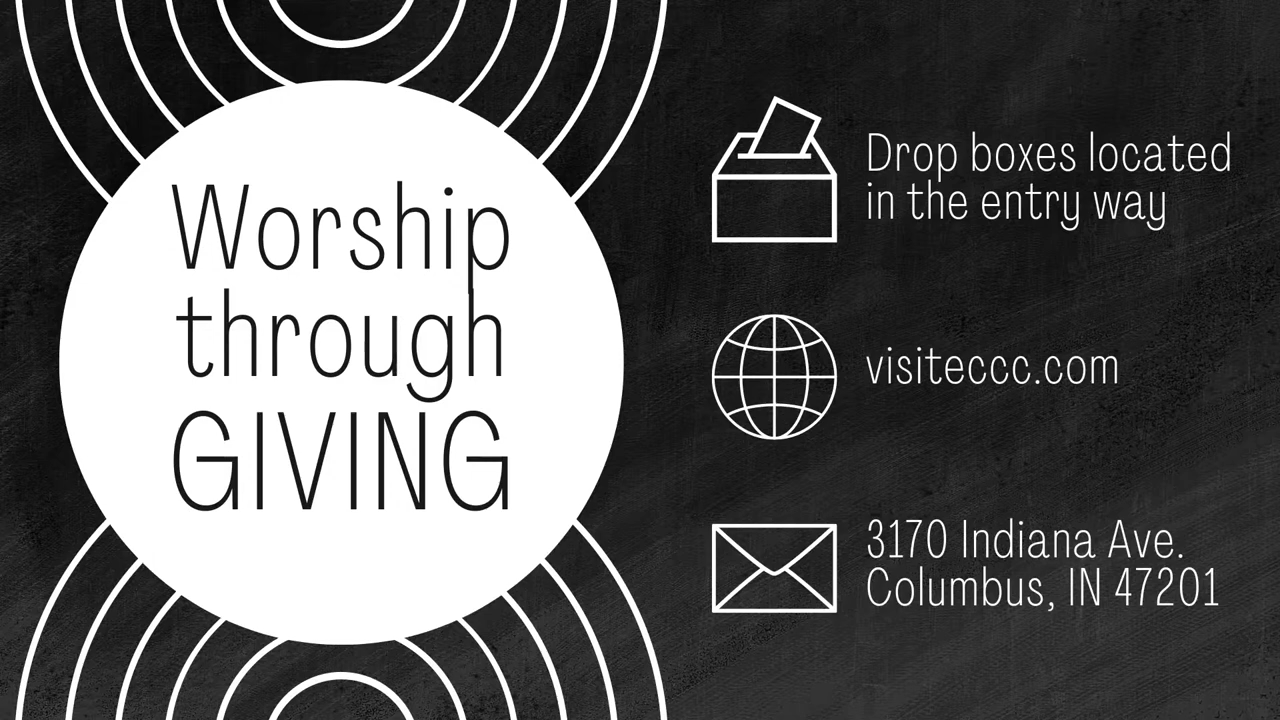 Worship
through
GIVING
Drop boxes located
in the entry way
visiteccc.com
3170 Indiana Ave.
Columbus, IN 47201